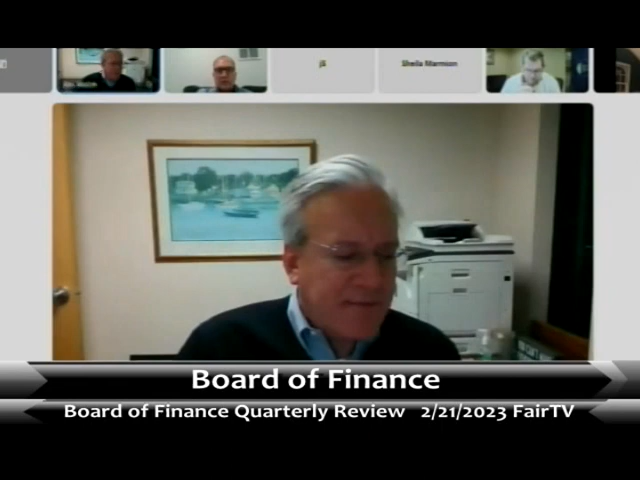 Sheila Marmion
Board of Finance
Board of Finance Quarterly Review 2/21/2023 FairTV